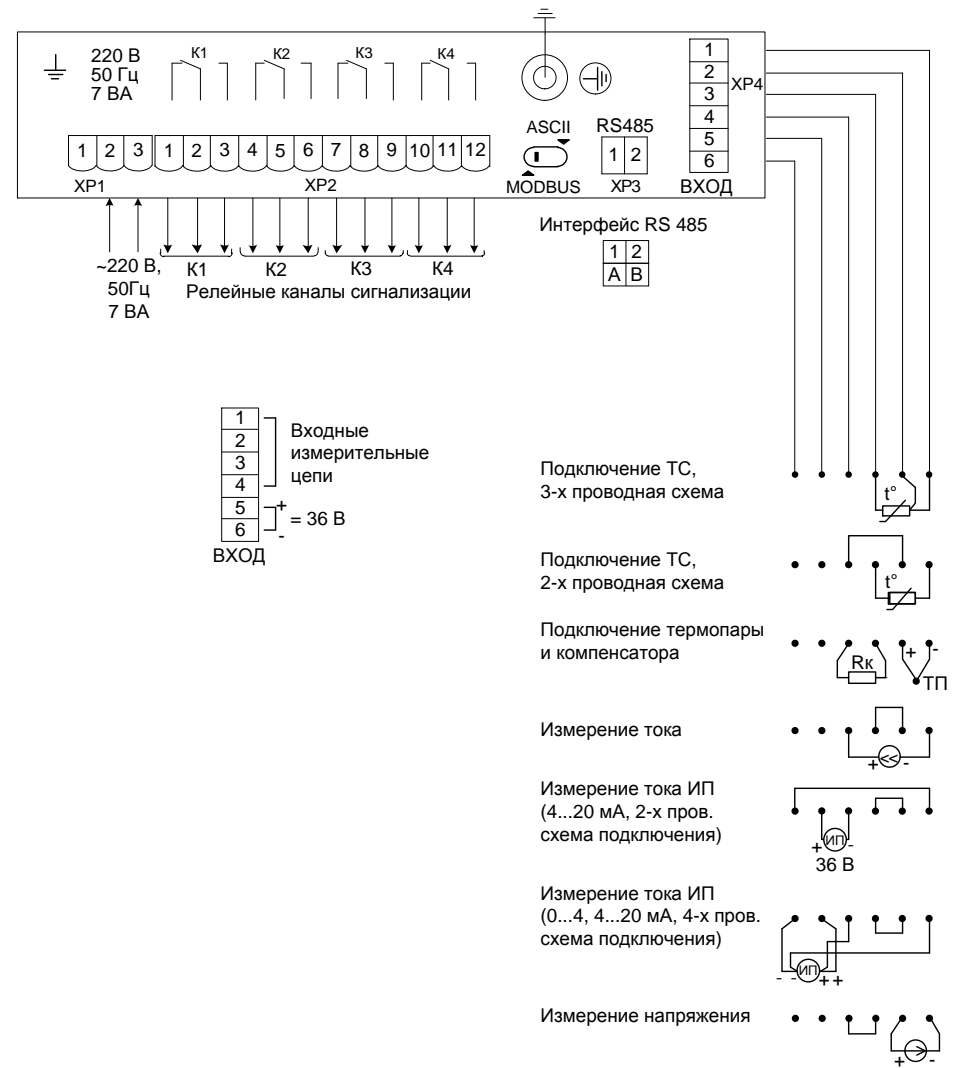 220 В
50 Гц
7 ВА
К1
К2
К3
К4
1
2
3
4
5
6
ХР4
ASCII
RS485
1 2 3 1 2 3 4 5 6 7 8 9 10 11 12
1 2
ХР1
ХР2
MODBUS
ХР3
ВХОД
Интерфейс RS 485
1 2
А В
~220 В,
50Гц
7 ВА
К1
К2
К3
К4
Релейные каналы сигнализации
1
2
3
4
5
6
ВХОД
Входные
измерительные
цепи
+
= 36 В
-
Подключение ТС,
3-х проводная схема
t°
Подключение ТС,
2-х проводная схема
t°
Подключение термопары
и компенсатора
Rк
+ -
ТП
Измерение тока
+ << -
Измерение тока ИП
(4...20 мА, 2-х пров.
схема подключения)
+ ИП -
36 В
Измерение тока ИП
(0...4, 4...20 мА, 4-х пров.
схема подключения)
- - ИП + +
Измерение напряжения
+ -